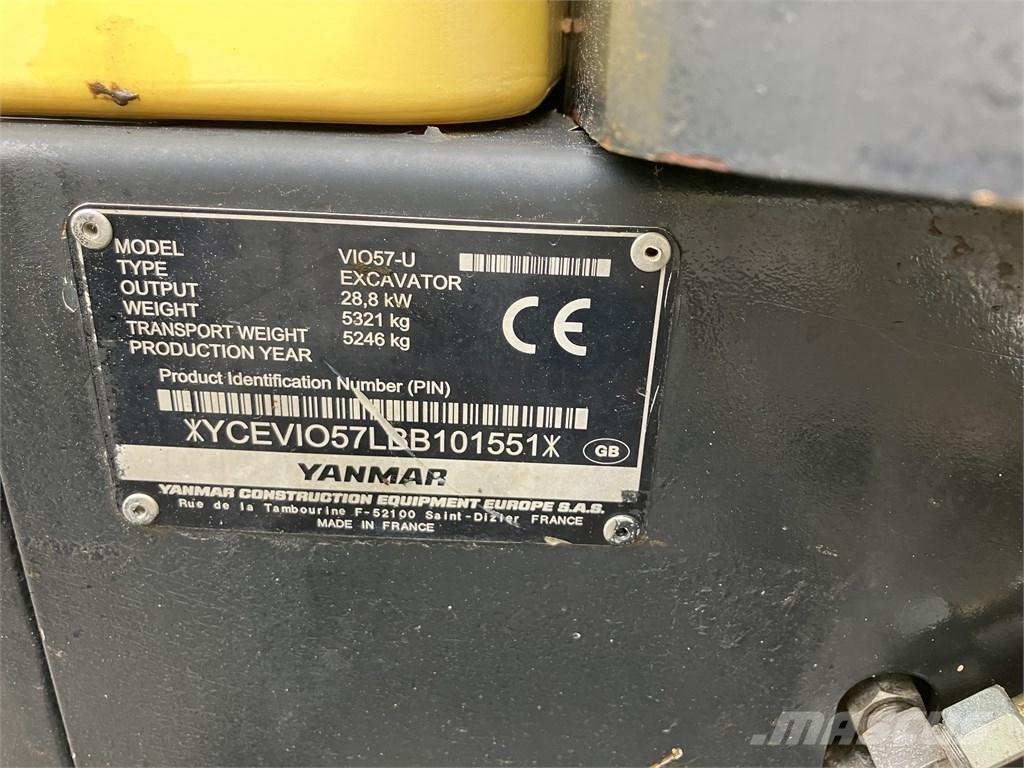 MODEL VIO57-U
TYPE EXCAVATOR
OUTPUT 28,8 kW
WEIGHT 5321 kg
TRANSPORT WEIGHT 5246 kg
PRODUCTION YEAR
CE
Product Identification Number (PIN)
*YCEVIO57LBB101551*
GB
YANMAR
YANMAR CONSTRUCTION EQUIPMENT EUROPE S.A.S.
Rue de la Tambourine F-52100 Saint-Dizier FRANCE
MADE IN FRANCE
MASCUS